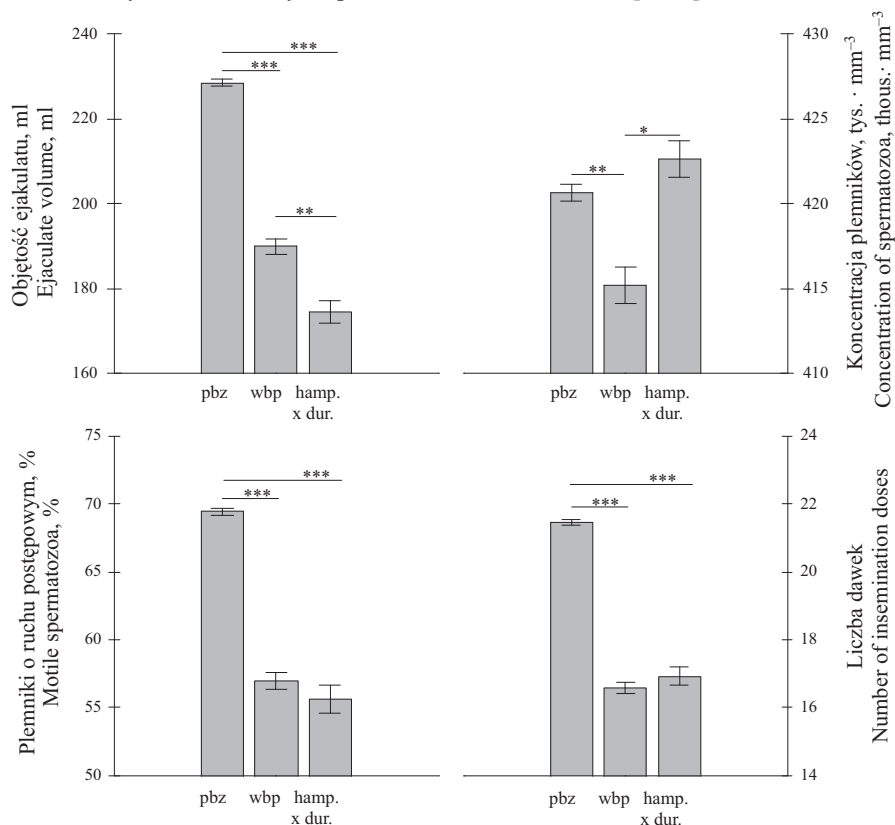 240
220
200
180
160
Objętość ejakulatu, ml
Ejaculate volume, ml
***
***
**
pbz
wbp
hamp.
x dur.
430
425
420
415
410
Koncentracja plemników, tys. · mm⁻³
Concentration of spermatozoa, thous.· mm⁻³
**
*
75
70
65
60
55
50
Plemniki o ruchu postępowym, %
Motile spermatozoa, %
***
***
pbz
wbp
hamp.
x dur.
24
22
20
18
16
14
Liczba dawek
Number of insemination doses
***
***
pbz
wbp
hamp.
x dur.
pbz
wbp
hamp.
x dur.